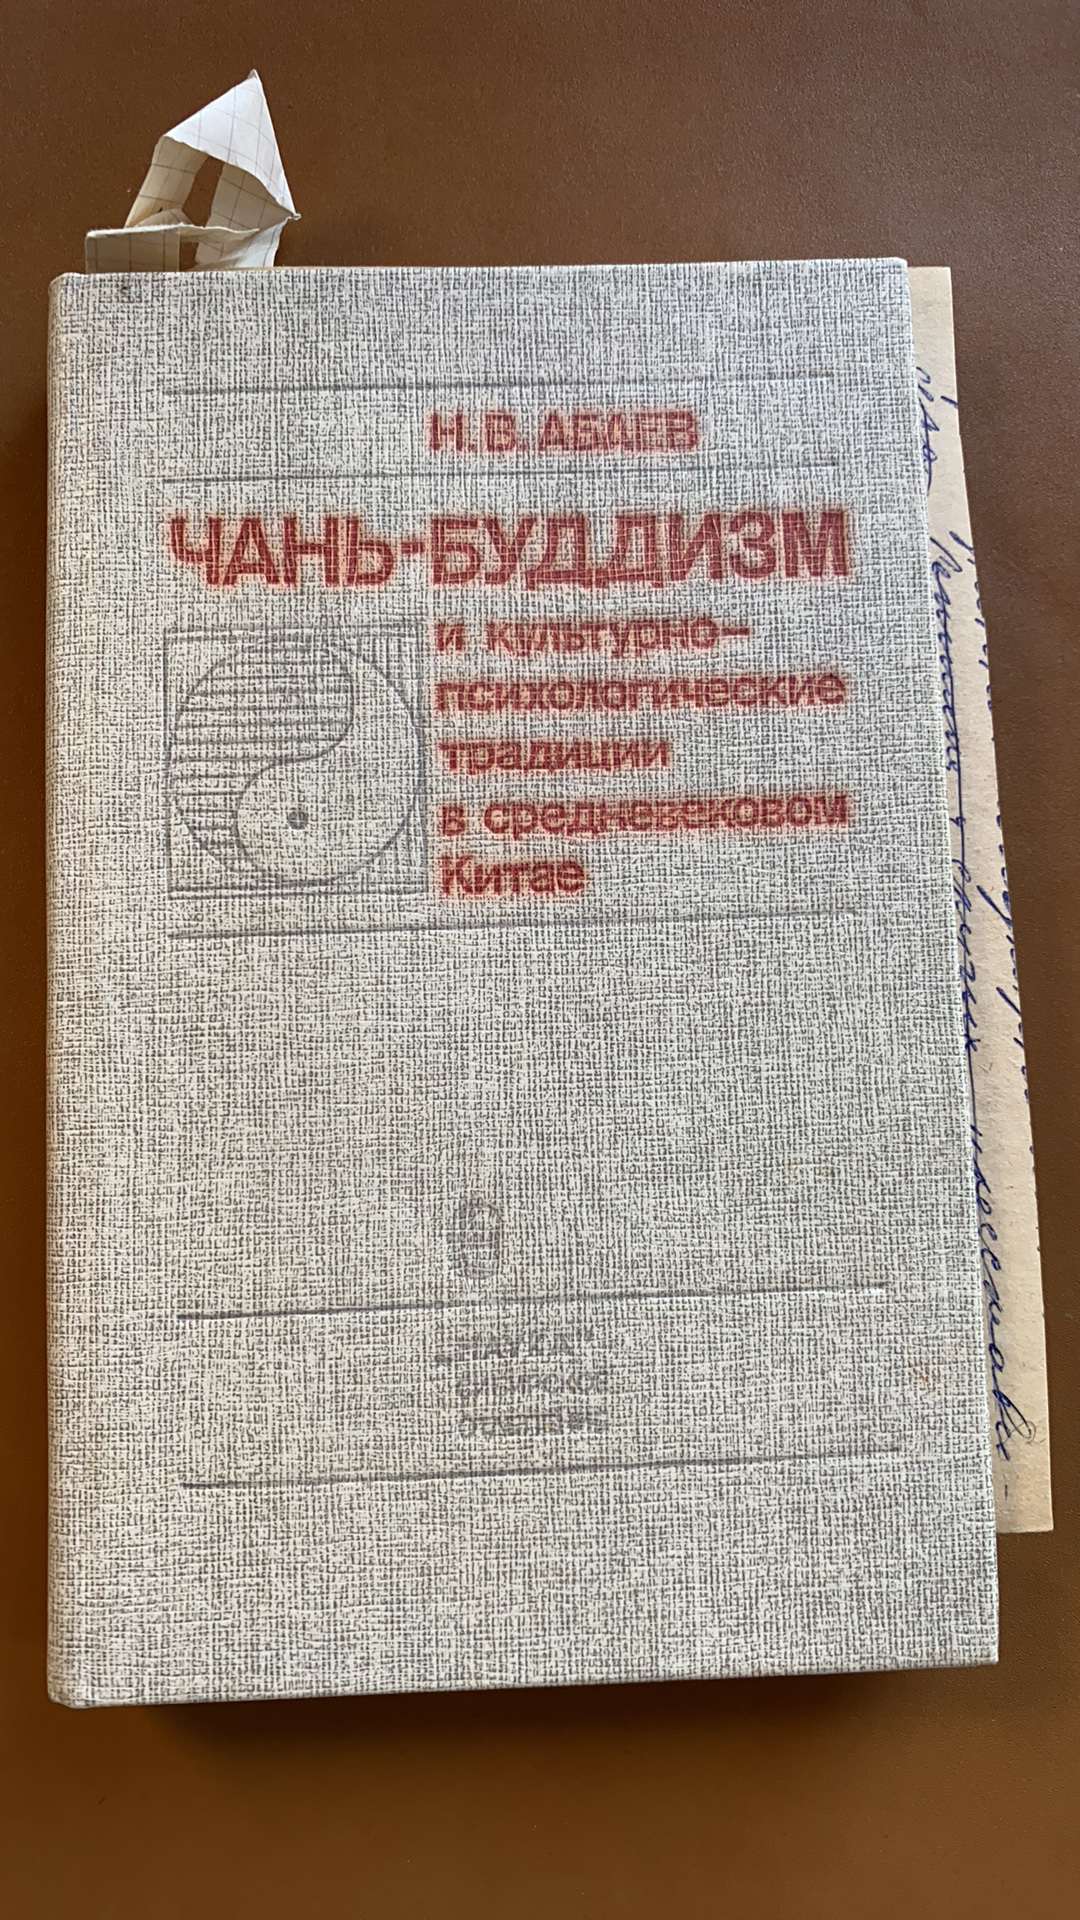 Н. В. АБАЕВ
ЧАНЬ-БУДДИЗМ
и культурно-
психологические
традиции
в средневековом
Китае
„НАУКА“
СИБИРСКОЕ
ОТДЕЛЕНИЕ